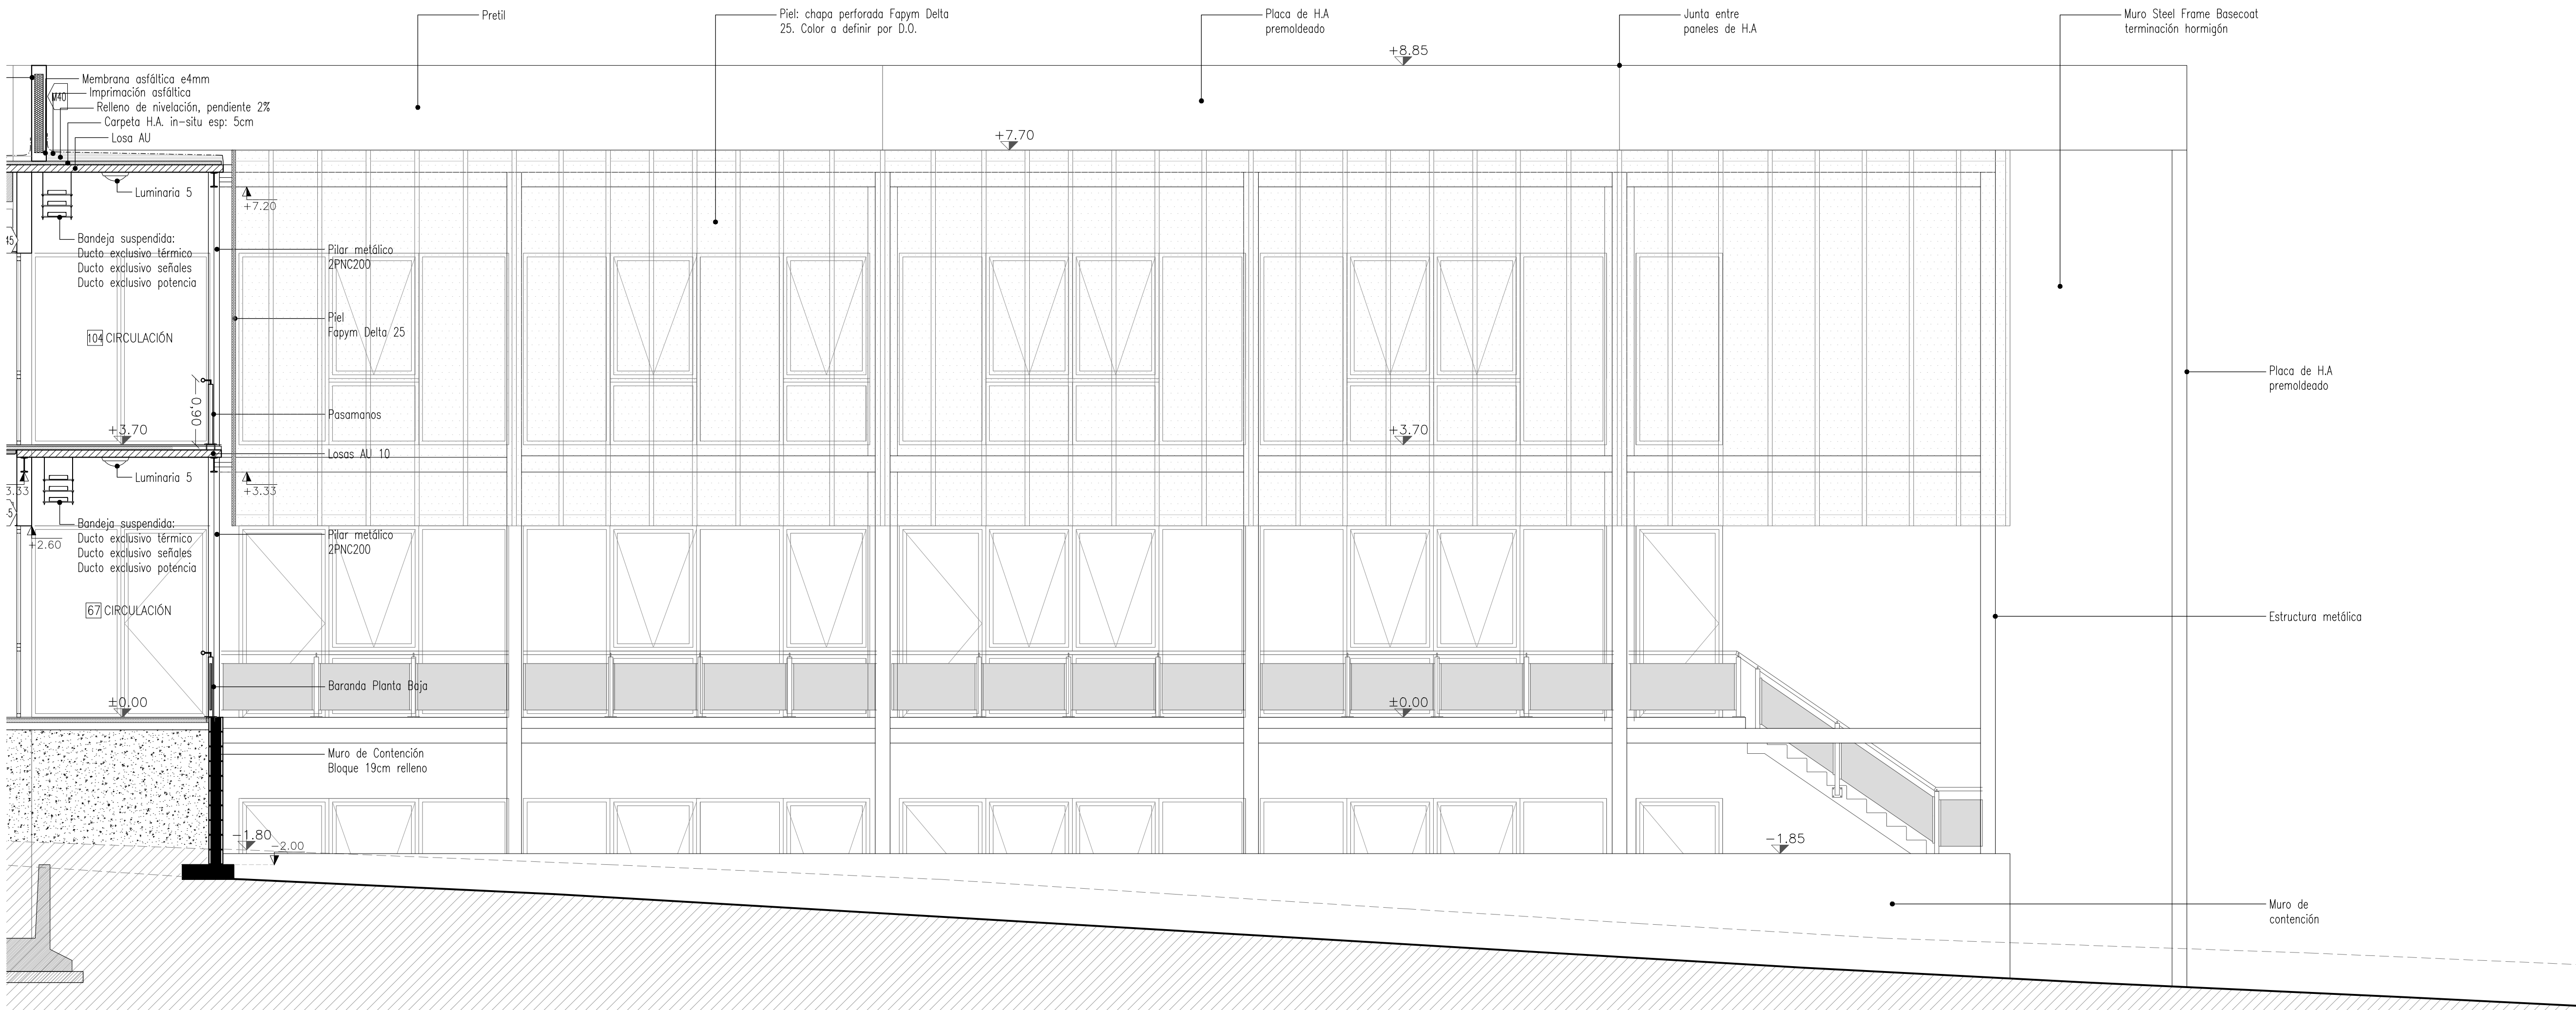 Pretil
Piel: chapa perforada Fapym Delta
25. Color a definir por D.O.
Placa de H.A
premoldeado
Junta entre
paneles de H.A
Muro Steel Frame Basecoat
terminación hormigón
+8.85
Membrana asfáltica e4mm
M40
Imprimación asfáltica
Relleno de nivelación, pendiente 2%
Carpeta H.A. in-situ esp: 5cm
Losa AU
+7.70
Luminaria 5
+7.20
Bandeja suspendida:
Ducto exclusivo térmico
Ducto exclusivo señales
Ducto exclusivo potencia
Pilar metálico
2PNC200
Piel
Fapym Delta 25
104 CIRCULACIÓN
Placa de H.A
premoldeado
0,90
Pasamanos
+3.70
+3.70
Losas AU 10
Luminaria 5
3.33
+3.33
Bandeja suspendida:
Ducto exclusivo térmico
Ducto exclusivo señales
Ducto exclusivo potencia
Pilar metálico
2PNC200
+2.60
67 CIRCULACIÓN
Estructura metálica
Baranda Planta Baja
±0.00
±0.00
Muro de Contención
Bloque 19cm relleno
-1.80
-2.00
-1.85
Muro de
contención